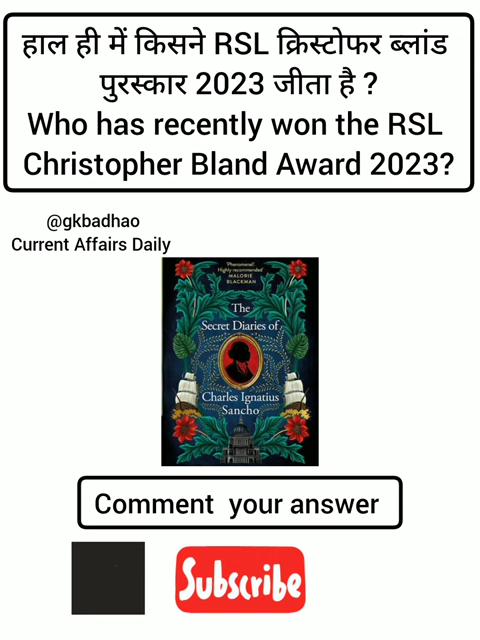 हाल ही में किसने RSL क्रिस्टोफर ब्लांड
पुरस्कार 2023 जीता है ?
Who has recently won the RSL
Christopher Bland Award 2023?
@gkbadhao
Current Affairs Daily
'Phenomenal!
Highly recommended'
MALORIE
BLACKMAN
The
Secret Diaries of
Charles Ignatius
Sancho
Comment your answer
Subscribe